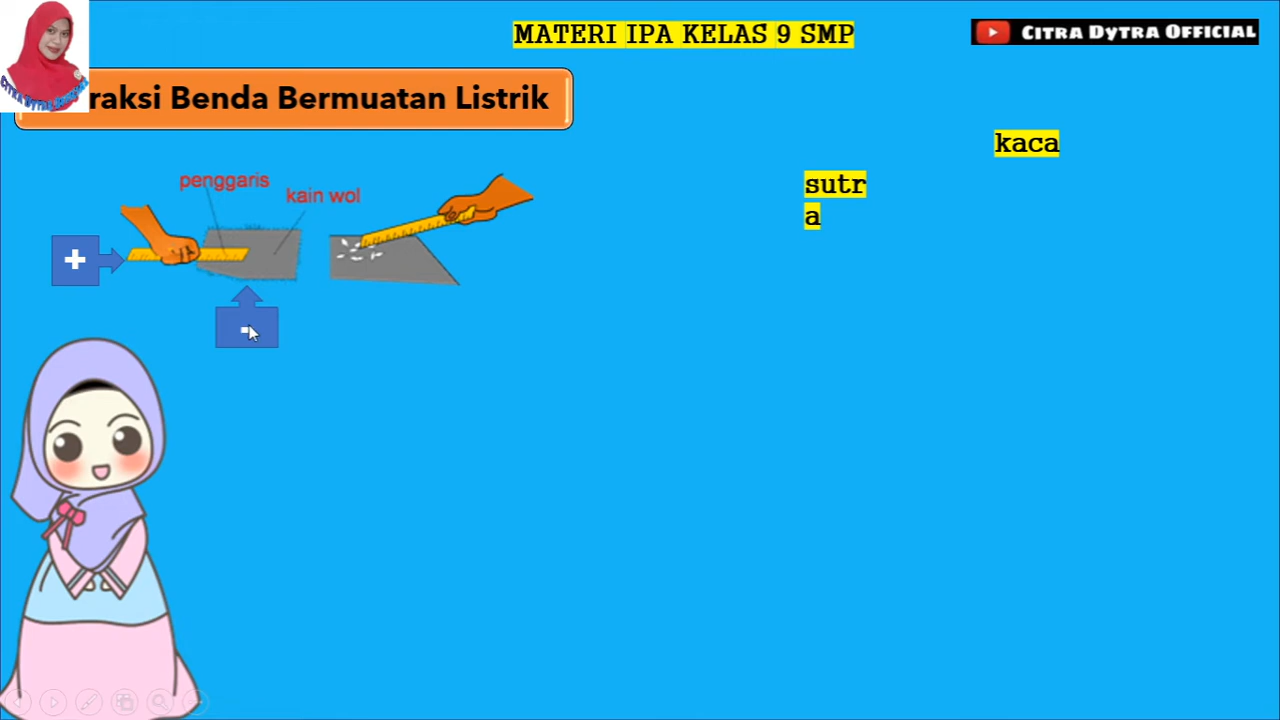 MATERI IPA KELAS 9 SMP
CITRA DYTRA OFFICIAL
raksi Benda Bermuatan Listrik
kaca
sutr
a
penggaris
kain wol
+
-